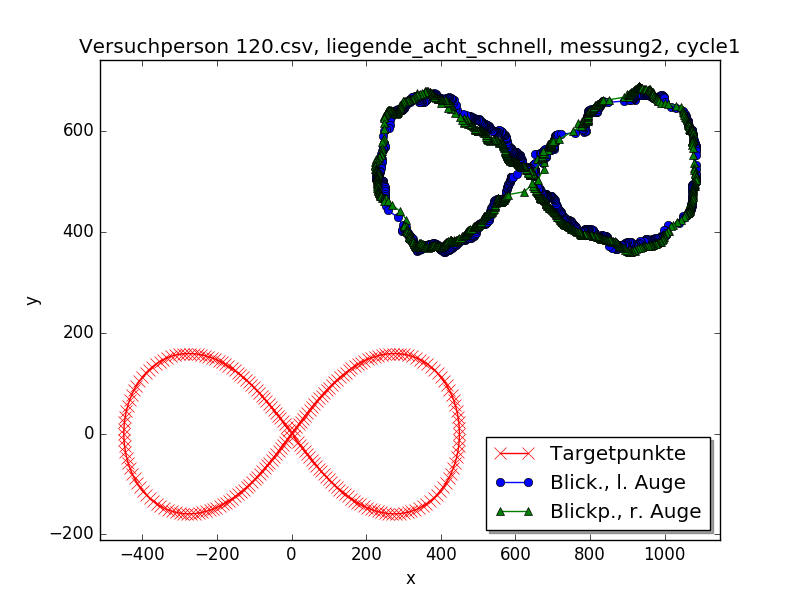 Versuchperson 120.csv, liegende_acht_schnell, messung2, cycle1
y
600
400
200
0
−200
Targetpunkte
Blick., l. Auge
Blickp., r. Auge
−400 −200 0 200 400 600 800 1000
x